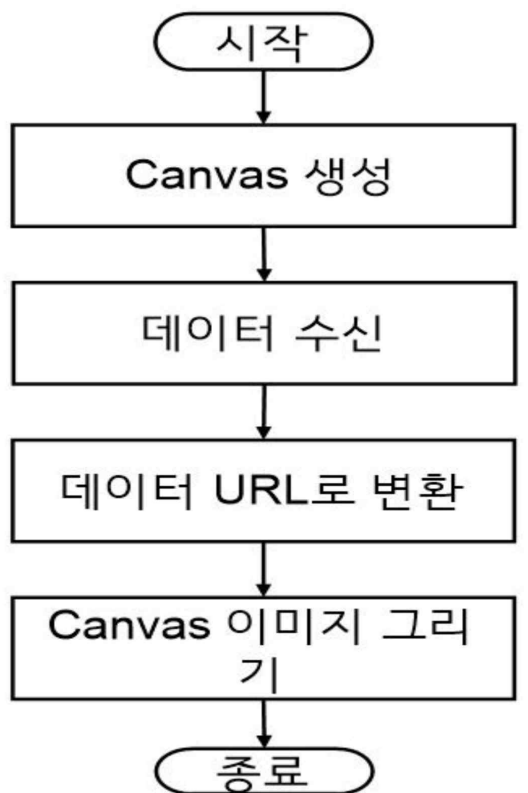 시작
Canvas 생성
데이터 수신
데이터 URL로 변환
Canvas 이미지 그리
기
종료